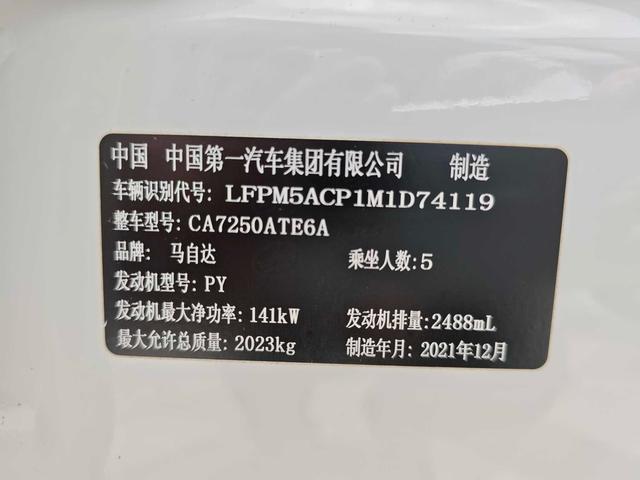 中国 中国第一汽车集团有限公司 制造
车辆识别代号: LFPM5ACP1M1D74119
整车型号: CA7250ATE6A
品牌: 马自达 乘坐人数: 5
发动机型号: PY
发动机最大净功率: 141kW 发动机排量: 2488mL
最大允许总质量: 2023kg 制造年月: 2021年12月